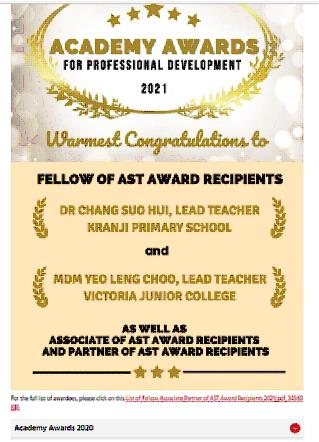 ACADEMY AWARDS
FOR PROFESSIONAL DEVELOPMENT
2021
Warmest Congratulations to
FELLOW OF AST AWARD RECIPIENTS
DR CHANG SUO HUI, LEAD TEACHER
KRANJI PRIMARY SCHOOL
and
MDM YEO LENG CHOO, LEAD TEACHER
VICTORIA JUNIOR COLLEGE
AS WELL AS
ASSOCIATE OF AST AWARD RECIPIENTS
AND PARTNER OF AST AWARD RECIPIENTS
For the full list of awardees, please click on this List of Fellow Associate Partner of AST Award Recipients 2021.pdf,
Academy Awards 2020